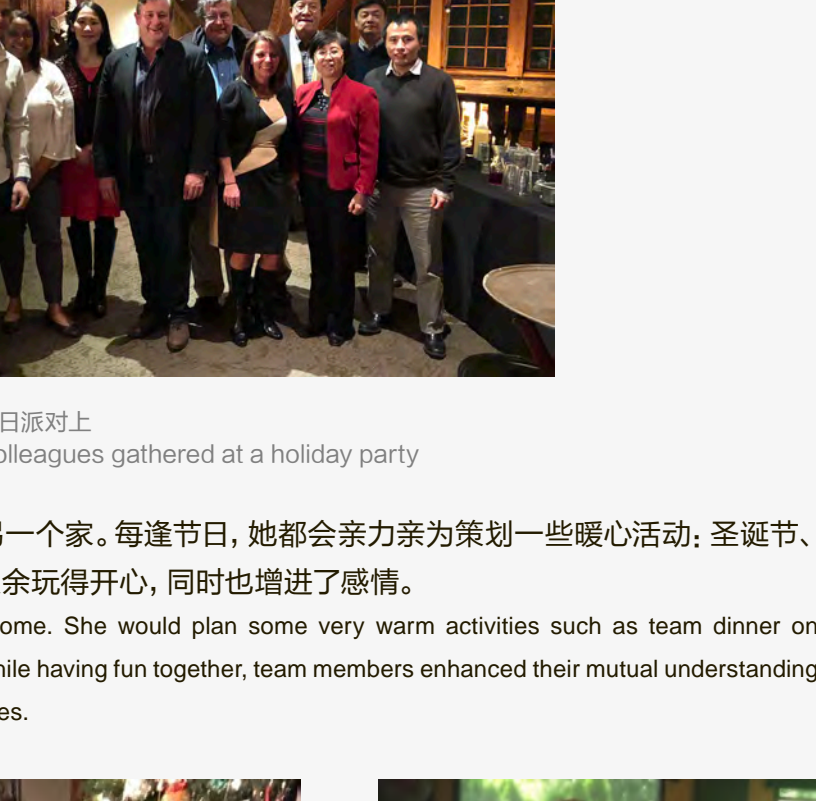 日派对上
olleagues gathered at a holiday party
一个家。每逢节日，她都会亲力亲为策划一些暖心活动：圣诞节、
余玩得开心，同时也增进了感情。
ome. She would plan some very warm activities such as team dinner on
hile having fun together, team members enhanced their mutual understanding
es.